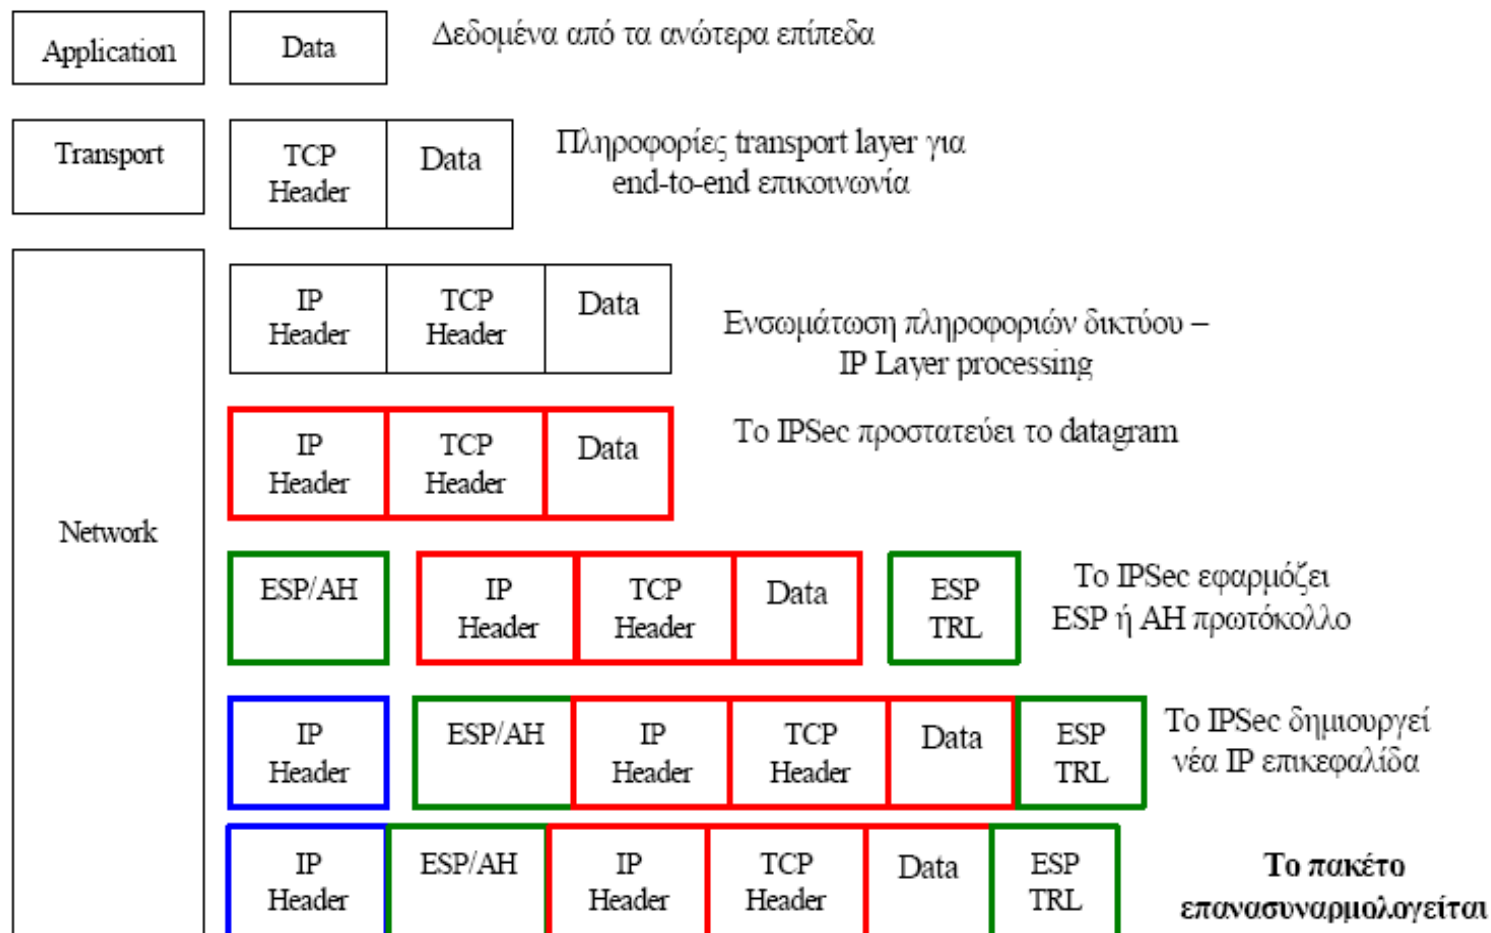 Application
Data
Δεδομένα από τα ανώτερα επίπεδα
Transport
TCP
Header
Data
Πληροφορίες transport layer για
end-to-end επικοινωνία
Network
IP
Header
TCP
Header
Data
Ενσωμάτωση πληροφοριών δικτύου –
IP Layer processing
IP
Header
TCP
Header
Data
Το IPSec προστατεύει το datagram
ESP/AH
IP
Header
TCP
Header
Data
ESP
TRL
Το IPSec εφαρμόζει
ESP ή AH πρωτόκολλο
IP
Header
ESP/AH
IP
Header
TCP
Header
Data
ESP
TRL
Το IPSec δημιουργεί
νέα IP επικεφαλίδα
IP
Header
ESP/AH
IP
Header
TCP
Header
Data
ESP
TRL
Το πακέτο
επανασυναρμολογείται